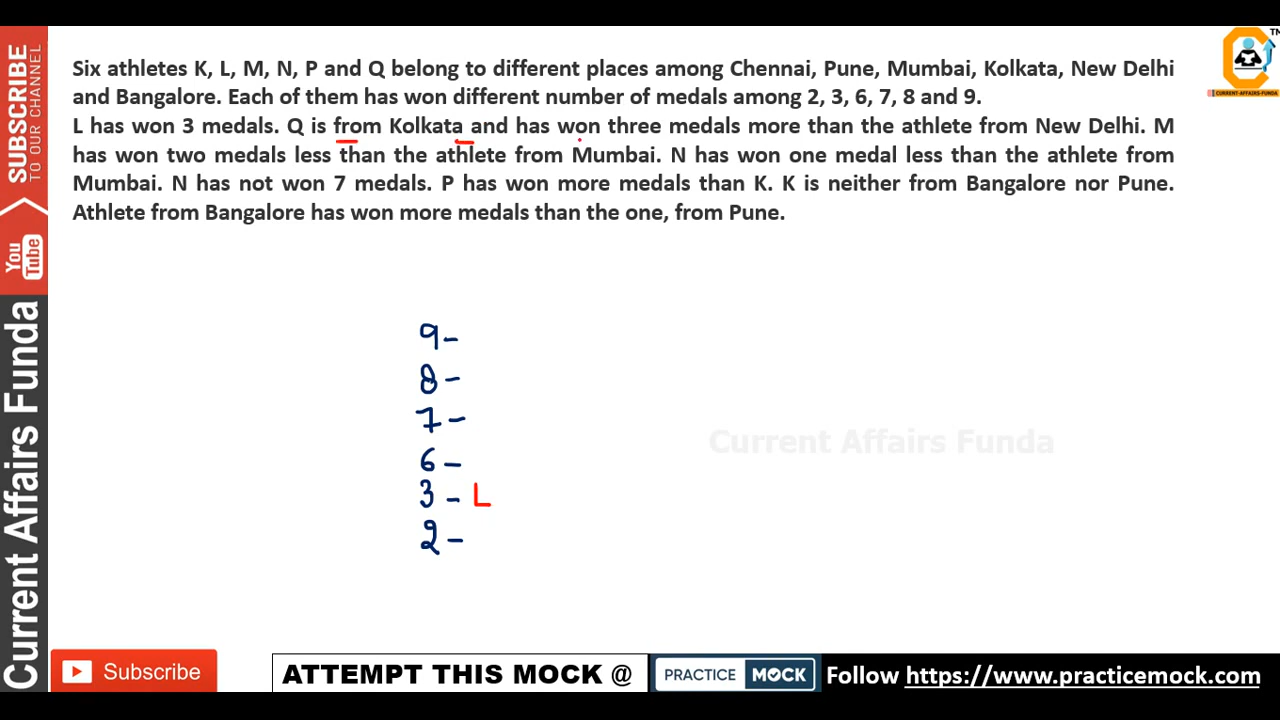 Six athletes K, L, M, N, P and Q belong to different places among Chennai, Pune, Mumbai, Kolkata, New Delhi
and Bangalore. Each of them has won different number of medals among 2, 3, 6, 7, 8 and 9.
L has won 3 medals. Q is from Kolkata and has won three medals more than the athlete from New Delhi. M
has won two medals less than the athlete from Mumbai. N has won one medal less than the athlete from
Mumbai. N has not won 7 medals. P has won more medals than K. K is neither from Bangalore nor Pune.
Athlete from Bangalore has won more medals than the one, from Pune.
9 -
8 -
7 -
6 -
3 - L
2 -
Current Affairs Funda
SUBSCRIBE
TO OUR CHANNEL
You
Tube
Current Affairs Funda
TM
CURRENT-AFFAIRS-FUNDA
Subscribe
ATTEMPT THIS MOCK @
PRACTICE MOCK
Follow https://www.practicemock.com